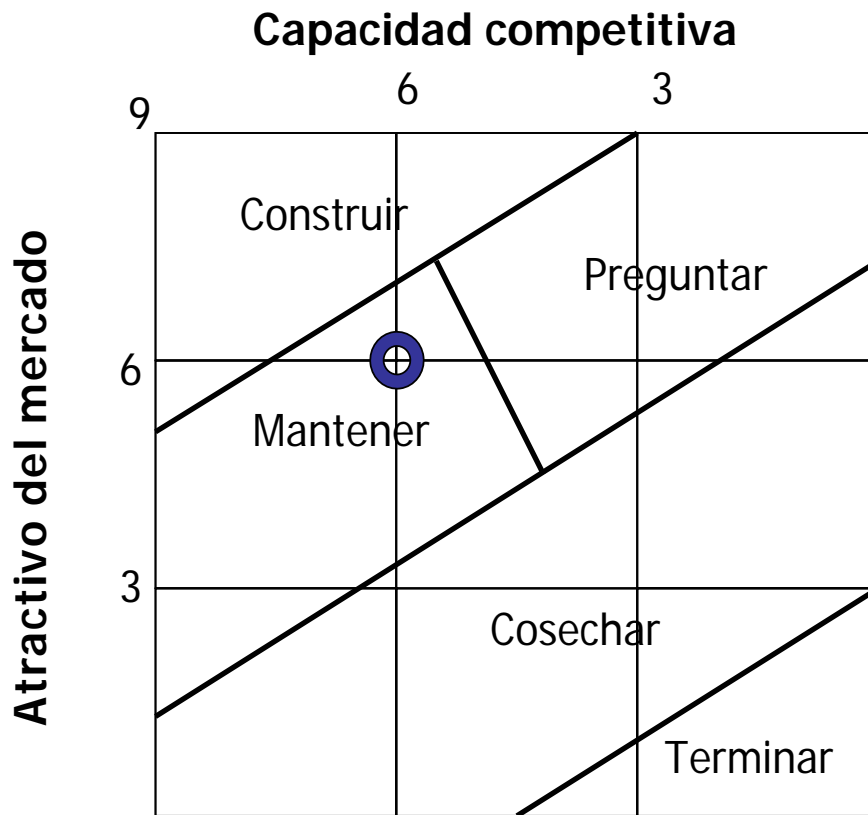 Capacidad competitiva
9 6 3
Construir
Preguntar
6
Mantener
Atractivo del mercado
3
Cosechar
Terminar